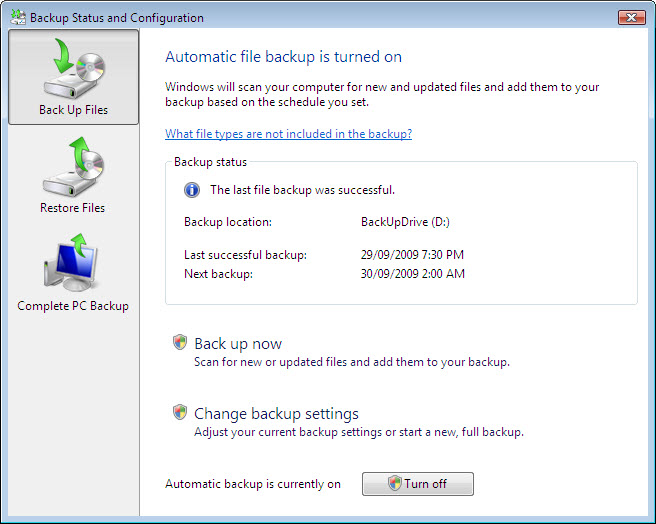 Backup Status and Configuration
Back Up Files
Restore Files
Complete PC Backup
Automatic file backup is turned on
Windows will scan your computer for new and updated files and add them to your
backup based on the schedule you set.
What file types are not included in the backup?
Backup status
The last file backup was successful.
Backup location: BackUpDrive (D:)
Last successful backup: 29/09/2009 7:30 PM
Next backup: 30/09/2009 2:00 AM
Back up now
Scan for new or updated files and add them to your backup.
Change backup settings
Adjust your current backup settings or start a new, full backup.
Automatic backup is currently on Turn off